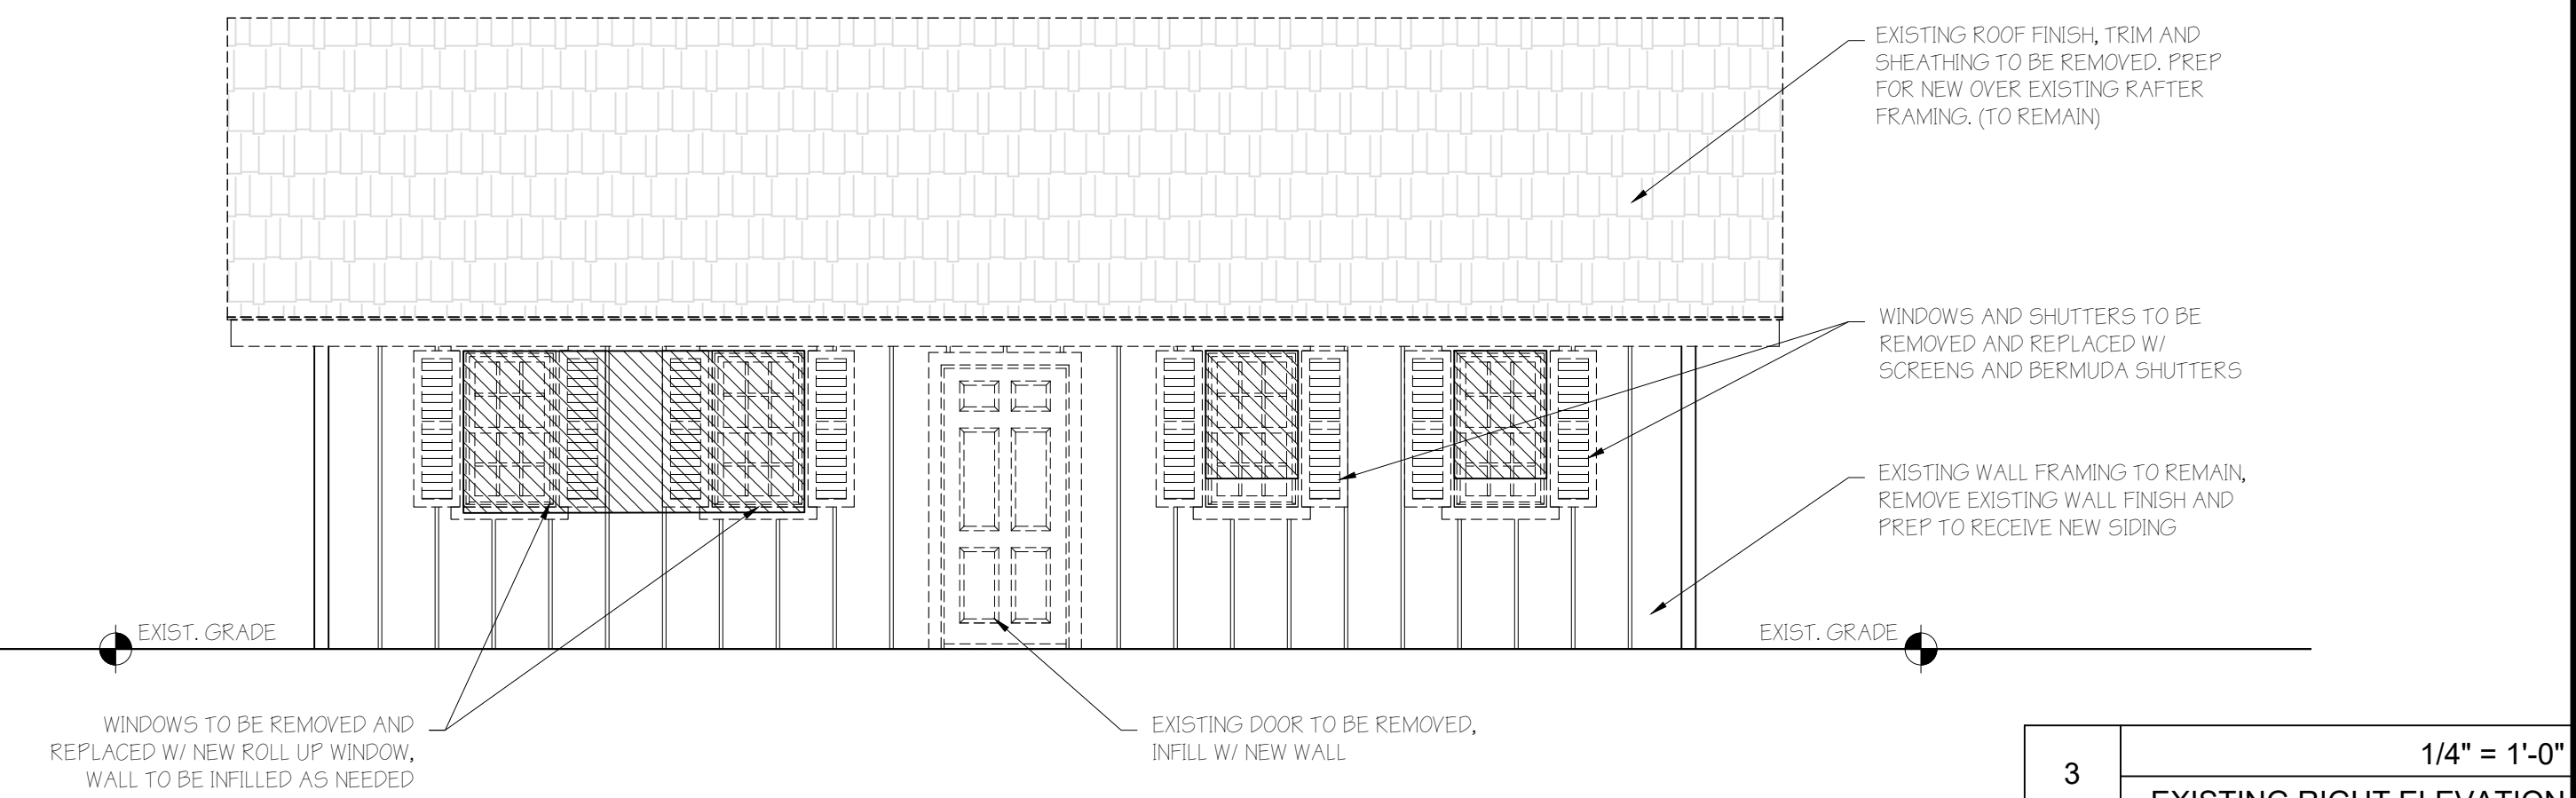 EXISTING ROOF FINISH, TRIM AND
SHEATHING TO BE REMOVED. PREP
FOR NEW OVER EXISTING RAFTER
FRAMING. (TO REMAIN)
WINDOWS AND SHUTTERS TO BE
REMOVED AND REPLACED W/
SCREENS AND BERMUDA SHUTTERS
EXISTING WALL FRAMING TO REMAIN,
REMOVE EXISTING WALL FINISH AND
PREP TO RECEIVE NEW SIDING
EXIST. GRADE
EXIST. GRADE
WINDOWS TO BE REMOVED AND
REPLACED W/ NEW ROLL UP WINDOW,
WALL TO BE INFILLED AS NEEDED
EXISTING DOOR TO BE REMOVED,
INFILL W/ NEW WALL
3
1/4" = 1'-0"
EXISTING RIGHT ELEVATION